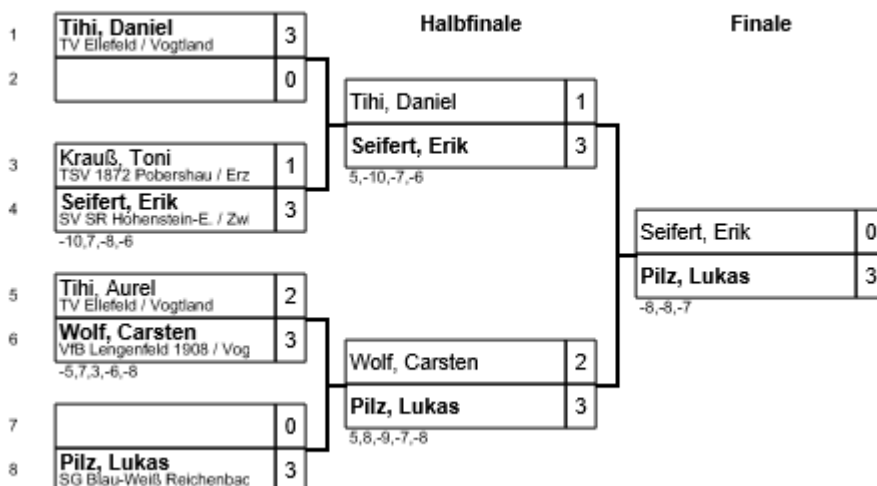 Halbfinale
Finale
1
Tihi, Daniel
3
TV Ellefeld / Vogtland
2
0
3
Krauß, Toni
1
TSV 1872 Pobershau / Erz
4
Seifert, Erik
3
SV SR Hohenstein-E. / Zwi
-10,7,-8,-6
5
Tihi, Aurel
2
TV Ellefeld / Vogtland
6
Wolf, Carsten
3
VfB Lengenfeld 1908 / Vog
-5,7,3,-6,-8
7
0
8
Pilz, Lukas
3
SG Blau-Weiß Reichenbac
Tihi, Daniel
1
Seifert, Erik
3
5,-10,-7,-6
Wolf, Carsten
2
Pilz, Lukas
3
5,8,-9,-7,-8
Seifert, Erik
0
Pilz, Lukas
3
-8,-8,-7